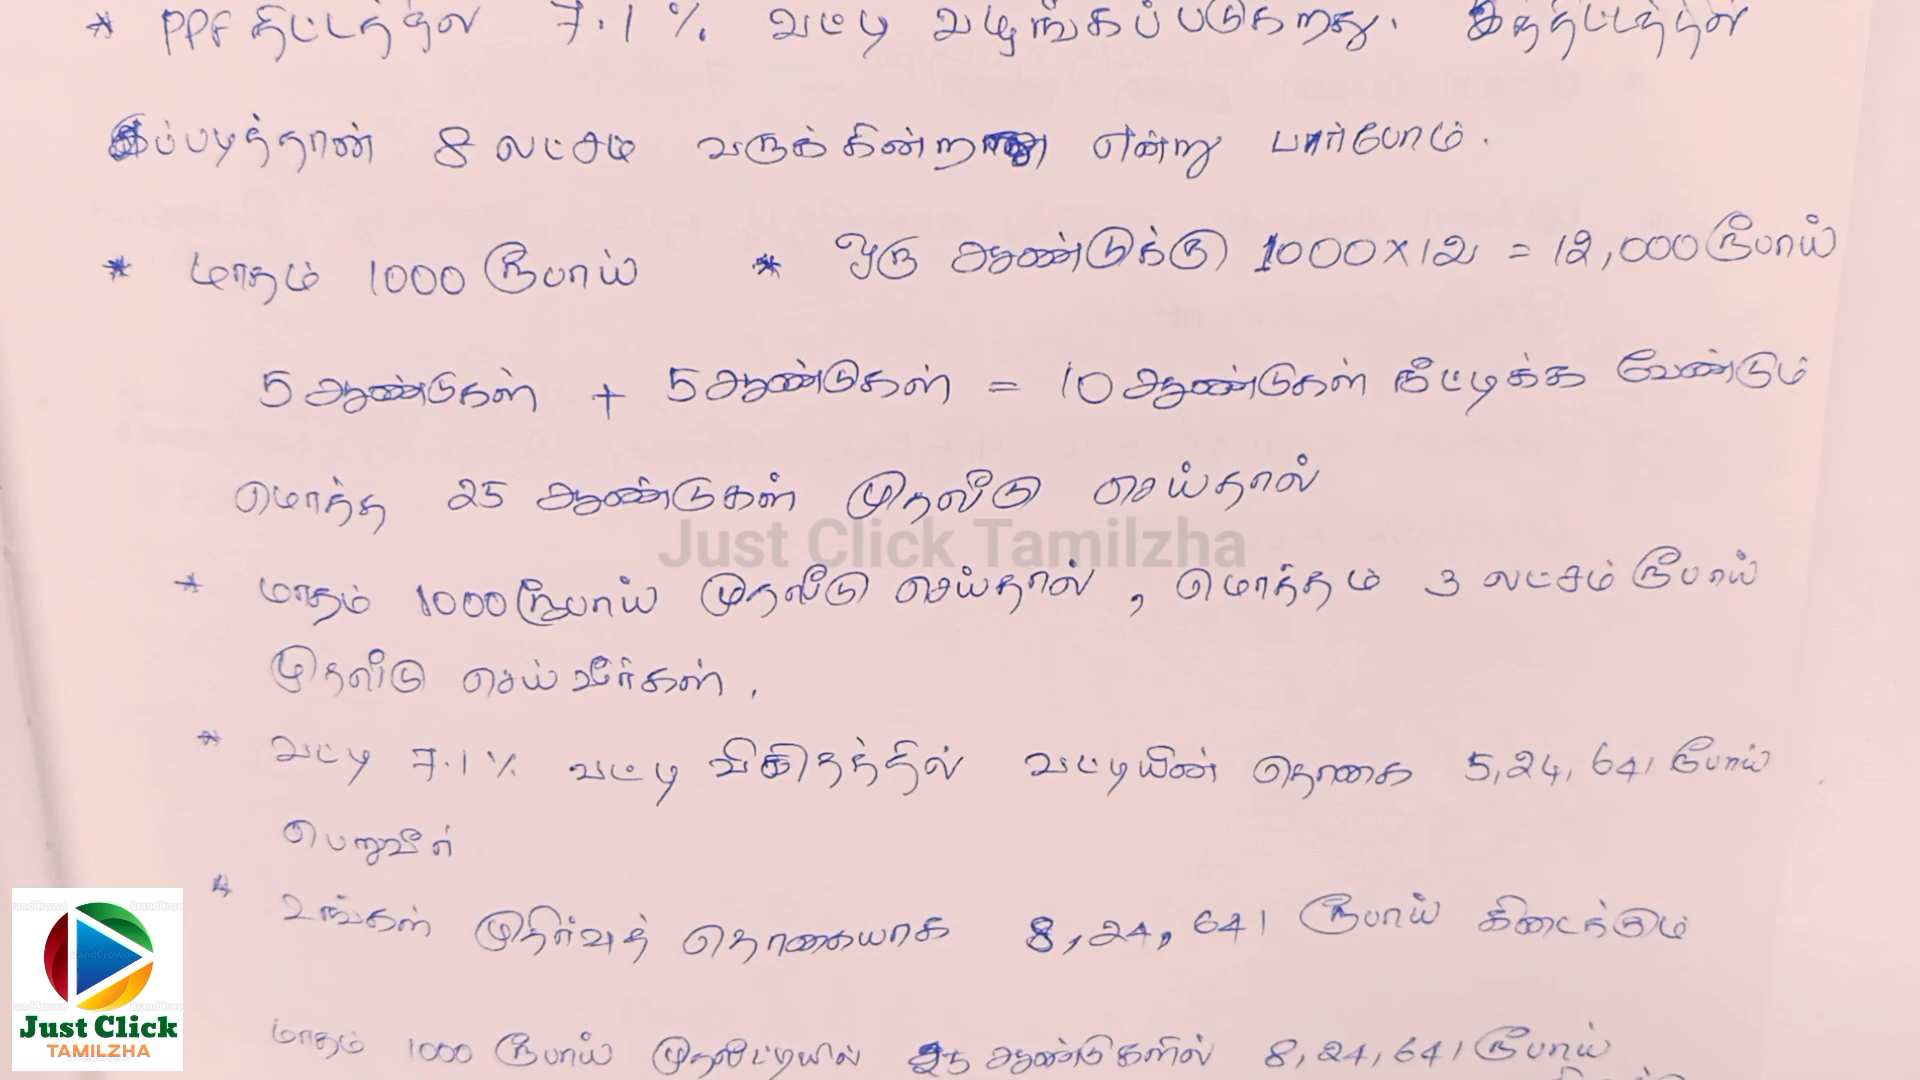 * PPF திட்டத்தில் 7.1% வட்டி வழங்கப்படுகிறது. இத்திட்டத்தில்
இப்படித்தான் 8 லட்சம் வருக்கின்றது என்று பார்போம்.
* மாதம் 1000 ரூபாய் * ஒரு ஆண்டுக்கு 1000×12 = 12,000 ரூபாய்
5 ஆண்டுகள் + 5 ஆண்டுகள் = 10 ஆண்டுகள் நீட்டிக்க வேண்டும்
மொத்த 25 ஆண்டுகள் முதலீடு செய்தால்
Just Click Tamilzha
* மாதம் 1000 ரூபாய் முதலீடு செய்தால், மொத்தம் 3 லட்சம் ரூபாய்
முதலீடு செய்வீர்கள்.
* வட்டி 7.1% வட்டி விகிதத்தில் வட்டியின் தொகை 5,24,641 ரூபாய்
பெறுவீர்
* உங்கள் முதிர்வுத் தொகையாக 8,24,641 ரூபாய் கிடைக்கும்
மாதம் 1000 ரூபாய் முதலீட்டியில் 25 ஆண்டுகளில் 8,24,641 ரூபாய்
Just Click
TAMILZHA